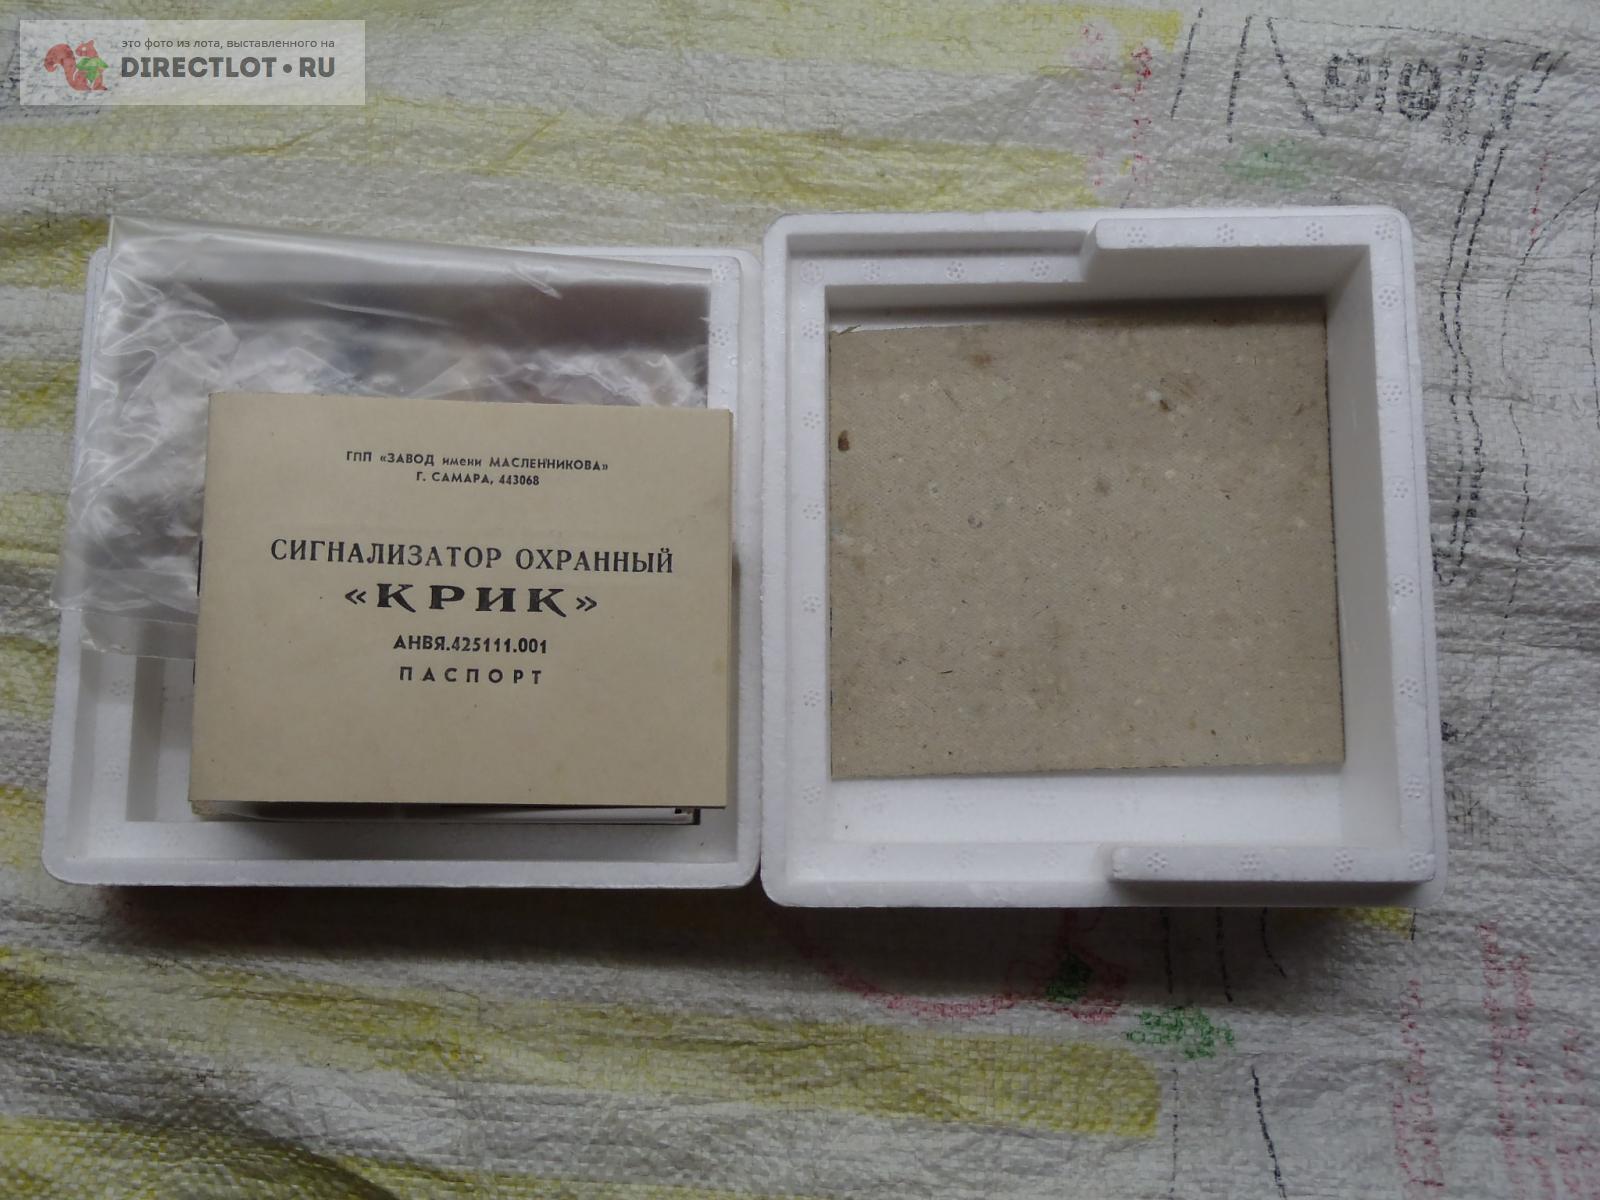 это фото из лота, выставленного на
DIRECTLOT•RU
ГПП «ЗАВОД имени МАСЛЕННИКОВА»
Г. САМАРА, 443068
СИГНАЛИЗАТОР ОХРАННЫЙ
«КРИК»
АНВЯ.425111.001
ПАСПОРТ